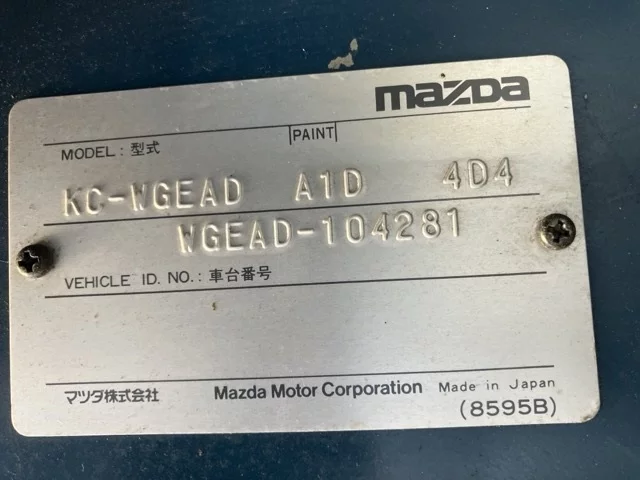 mazda
MODEL : 型式 |PAINT|
KC-WGEAD A1D 4D4
WGEAD-104281
VEHICLE ID. NO. : 車台番号
マツダ株式会社 Mazda Motor Corporation Made in Japan
(8595B)